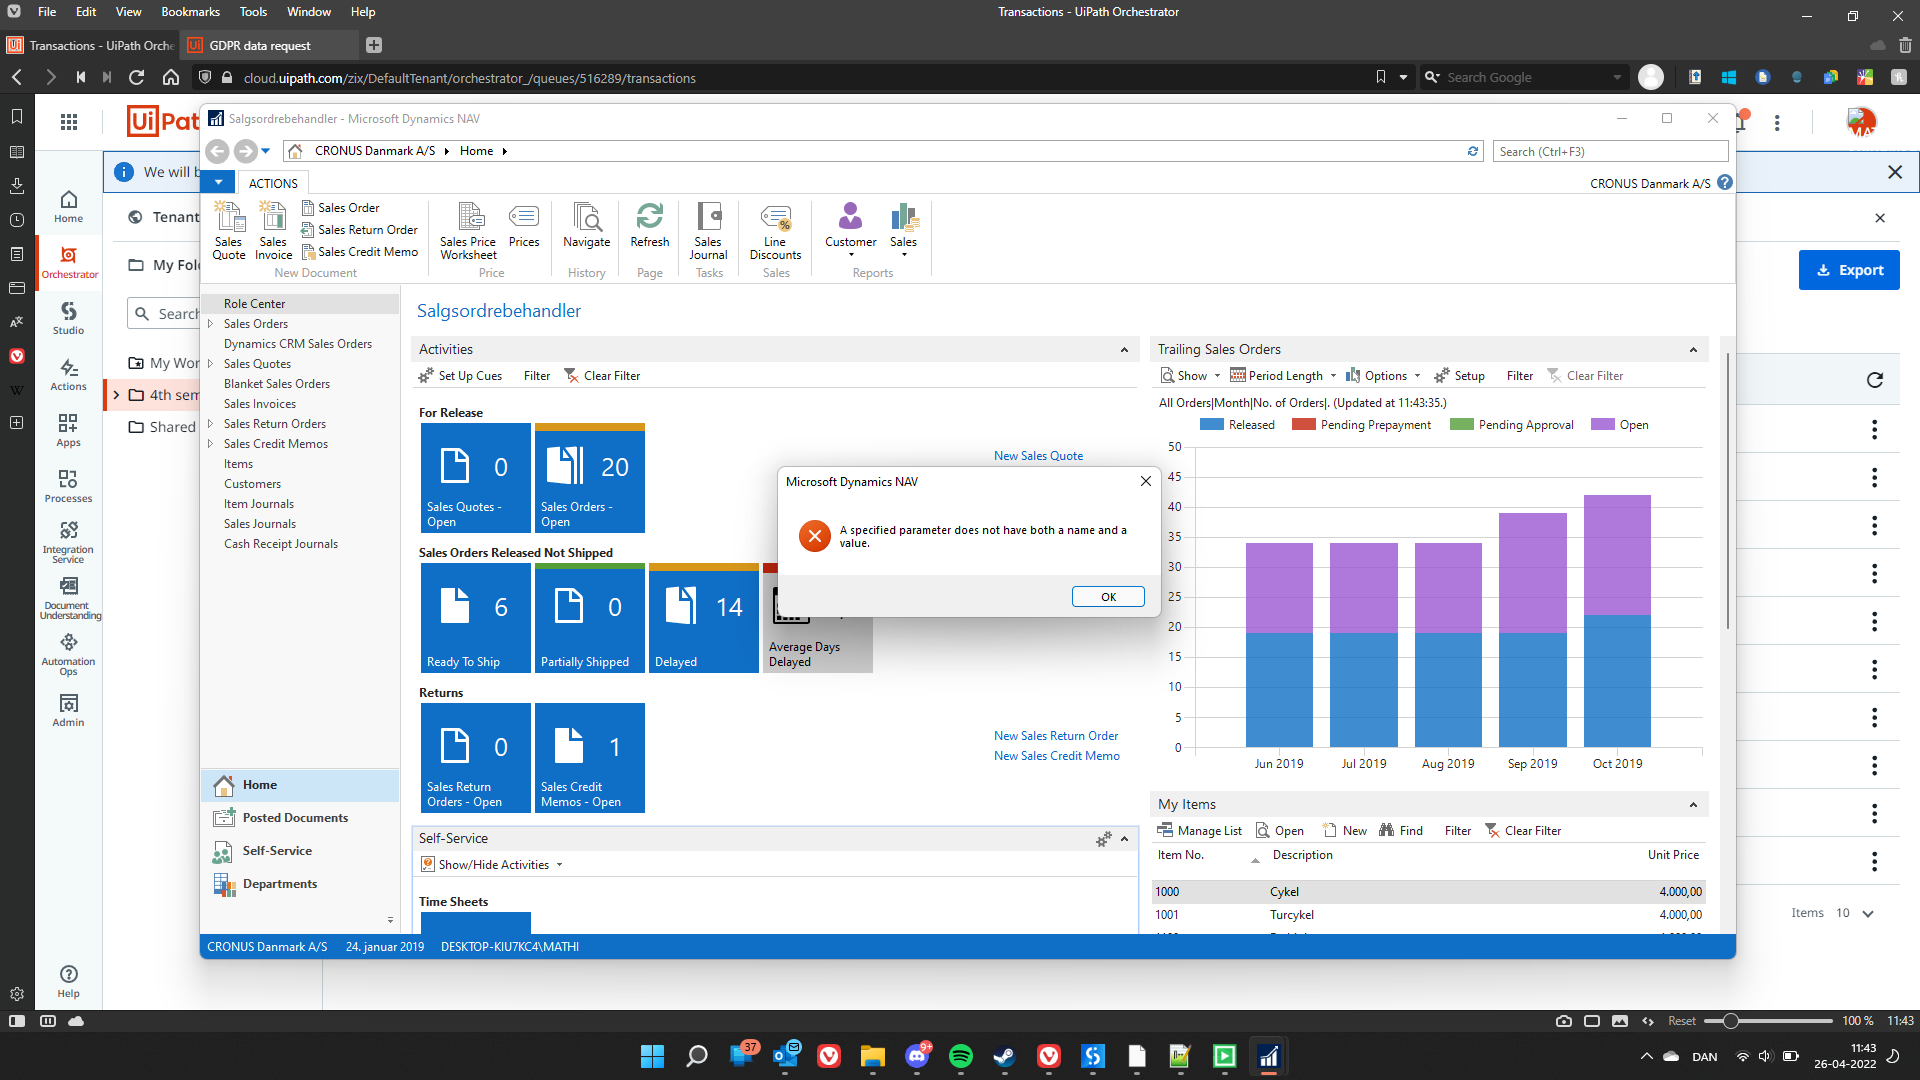 File Edit View Bookmarks Tools Window Help
Transactions - UiPath Orchestrator
Transactions - UiPath Orche
GDPR data request
cloud.uipath.com/zix/DefaultTenant/orchestrator_/queues/516289/transactions
Search Google
Home
Orchestrator
Studio
Actions
Apps
Processes
Integration
Service
Document
Understanding
Automation
Ops
Admin
Help
UiPat
We will b
Tenant
My Fol
Search
My Wor
4th sem
Shared
Export
Items 10
Salgsordrebehandler - Microsoft Dynamics NAV
CRONUS Danmark A/S
Home
Search (Ctrl+F3)
ACTIONS
CRONUS Danmark A/S
Sales
Quote
Sales
Invoice
Sales Order
Sales Return Order
Sales Credit Memo
New Document
Sales Price
Worksheet
Prices
Price
Navigate
History
Refresh
Page
Sales
Journal
Tasks
Line
Discounts
Sales
Customer
Sales
Reports
Role Center
Sales Orders
Dynamics CRM Sales Orders
Sales Quotes
Blanket Sales Orders
Sales Invoices
Sales Return Orders
Sales Credit Memos
Items
Customers
Item Journals
Sales Journals
Cash Receipt Journals
Home
Posted Documents
Self-Service
Departments
Salgsordrebehandler
Activities
Set Up Cues Filter Clear Filter
For Release
0
Sales Quotes -
Open
20
Sales Orders -
Open
New Sales Quote
Sales Orders Released Not Shipped
6
Ready To Ship
0
Partially Shipped
14
Delayed
Average Days
Delayed
Returns
0
Sales Return
Orders - Open
1
Sales Credit
Memos - Open
New Sales Return Order
New Sales Credit Memo
Self-Service
Show/Hide Activities
Time Sheets
Microsoft Dynamics NAV
A specified parameter does not have both a name and a
value.
OK
Trailing Sales Orders
Show Period Length Options Setup Filter Clear Filter
All Orders|Month|No. of Orders|. (Updated at 11:43:35.)
Released Pending Prepayment Pending Approval Open
50
45
40
35
30
25
20
15
10
5
0
Jun 2019 Jul 2019 Aug 2019 Sep 2019 Oct 2019
My Items
Manage List Open New Find Filter Clear Filter
Item No. Description Unit Price
1000 Cykel 4.000,00
1001 Turcykel 4.000,00
CRONUS Danmark A/S 24. januar 2019 DESKTOP-KIU7KC4\MATHI
Reset 100 % 11:43
37
9+
DAN
11:43
26-04-2022